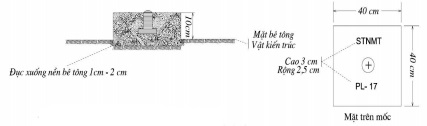 10cm
Mặt bê tông
Vật kiến trúc
Đục xuống nền bê tông 1cm - 2 cm
40 cm
STNMT
Cao 3 cm
Rộng 2,5 cm
PL- 17
40 cm
Mặt trên mốc